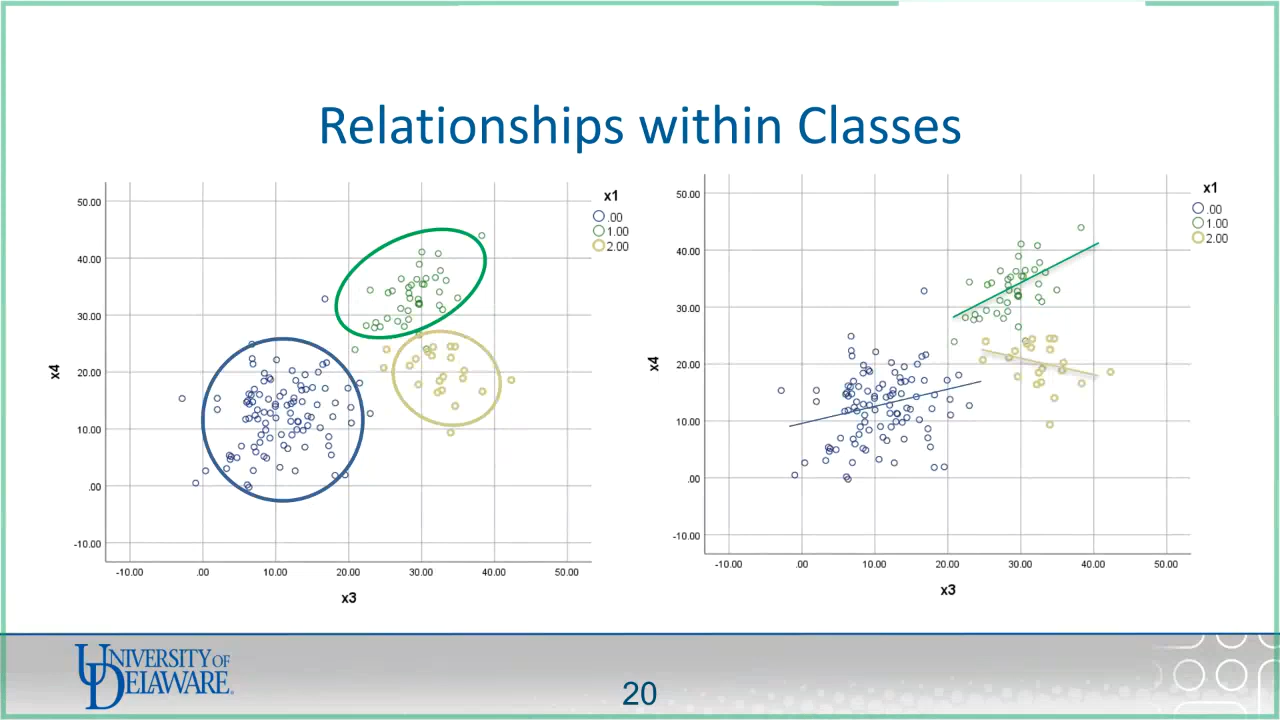 Relationships within Classes
x1
.00
1.00
2.00
50.00
40.00
30.00
20.00
10.00
.00
-10.00
x4
-10.00 .00 10.00 20.00 30.00 40.00 50.00
x3
x1
.00
1.00
2.00
50.00
40.00
30.00
20.00
10.00
.00
-10.00
x4
-10.00 .00 10.00 20.00 30.00 40.00 50.00
x3
UNIVERSITY OF
DELAWARE.
20